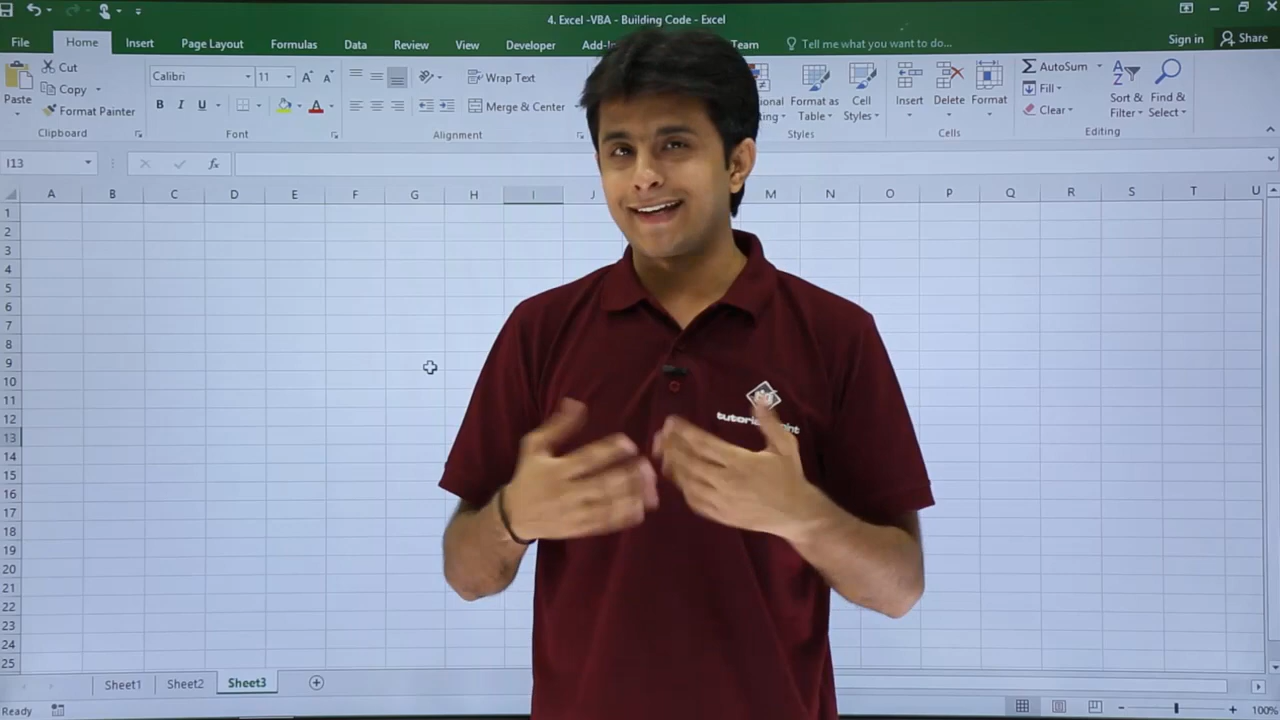 4. Excel -VBA - Building Code - Excel
File Home Insert Page Layout Formulas Data Review View Developer Add-In Team Tell me what you want to do... Sign in Share
Cut
Copy
Format Painter
Paste
Clipboard
Calibri 11 A A
B I U A
Font
Wrap Text
Merge & Center
Alignment
Format as
Table
Cell
Styles
Styles
Insert Delete Format
Cells
AutoSum
Fill
Clear
Sort &
Filter
Find &
Select
Editing
I13 fx
A B C D E F G H I J M N O P Q R S T U
1
2
3
4
5
6
7
8
9
10
11
12
13
14
15
16
17
18
19
20
21
22
23
24
25
Sheet1 Sheet2 Sheet3
Ready 100%